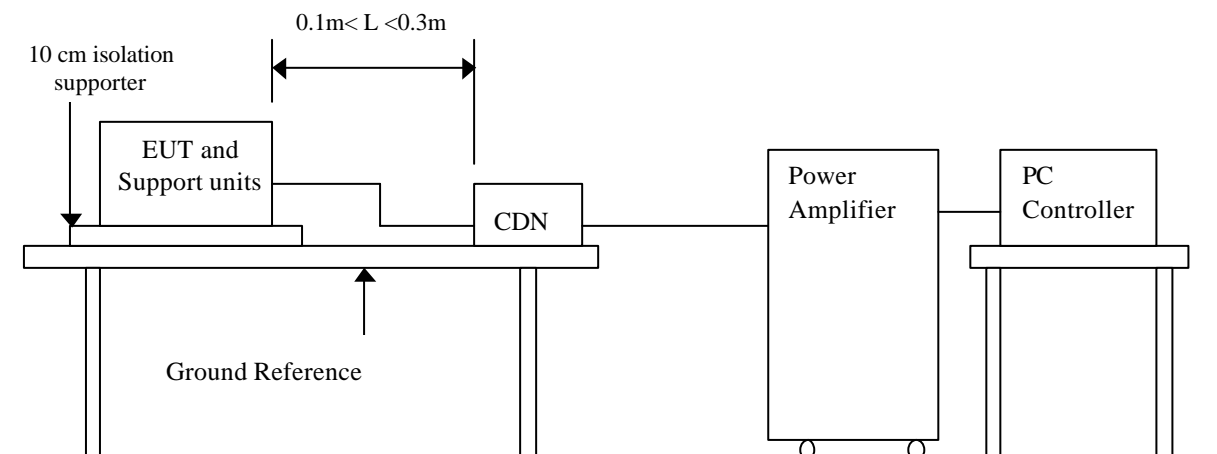 0.1m< L <0.3m
10 cm isolation
supporter
EUT and
Support units
CDN
Power
Amplifier
PC
Controller
Ground Reference